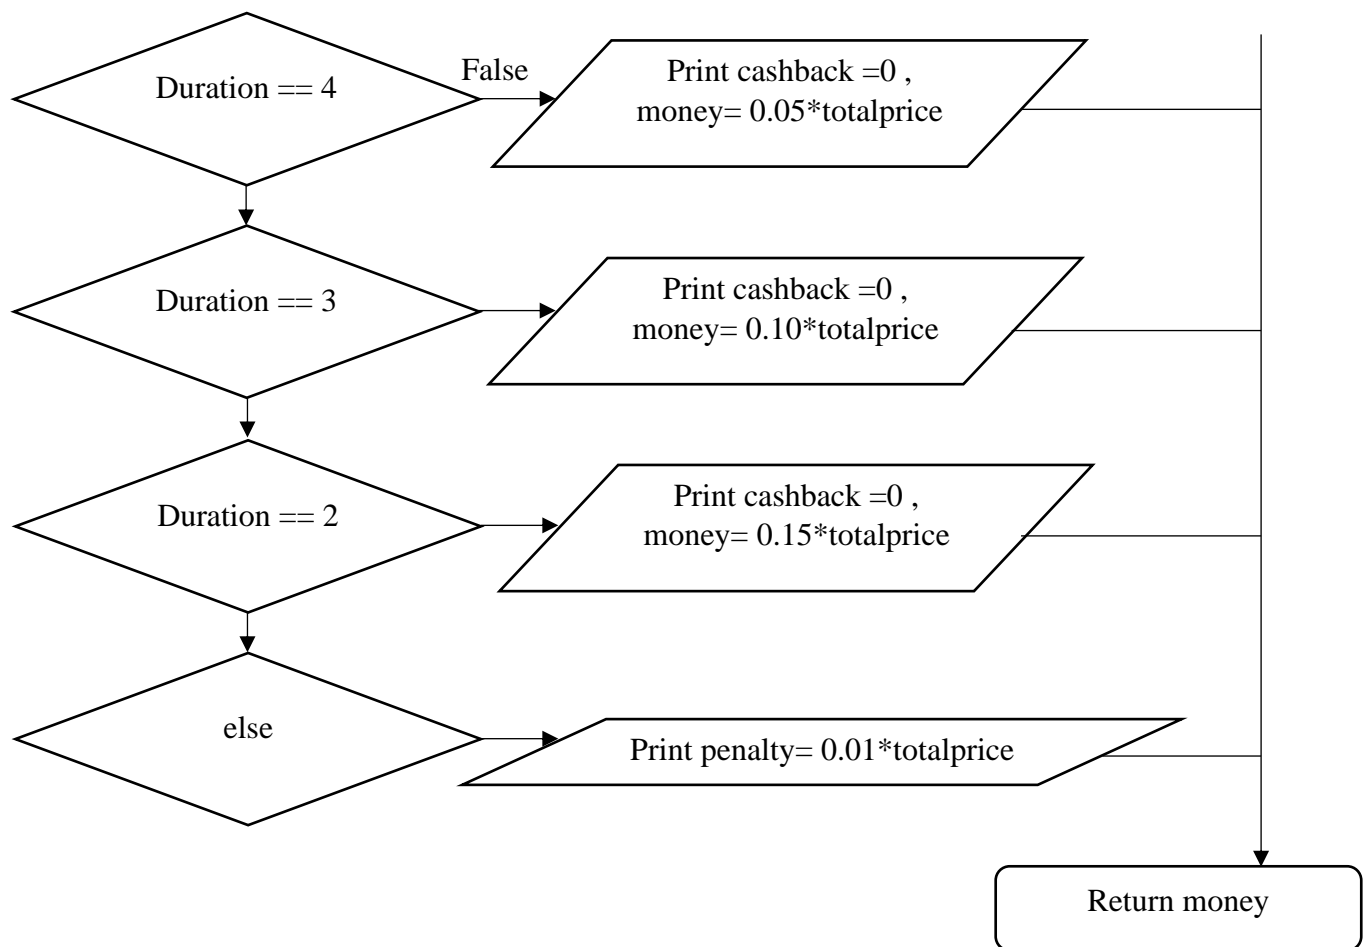 Duration == 4
False
Print cashback =0 ,
money= 0.05*totalprice
Duration == 3
Print cashback =0 ,
money= 0.10*totalprice
Duration == 2
Print cashback =0 ,
money= 0.15*totalprice
else
Print penalty= 0.01*totalprice
Return money